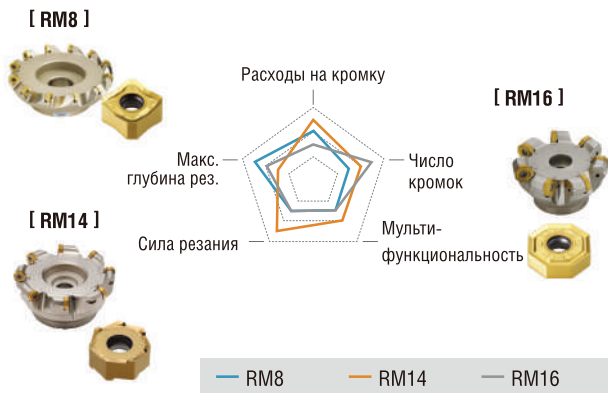 [ RM8 ]
Расходы на кромку
[ RM16 ]
Макс.
глубина рез.
Число
кромок
[ RM14 ]
Сила резания
Мульти-
функциональность
RM8
RM14
RM16